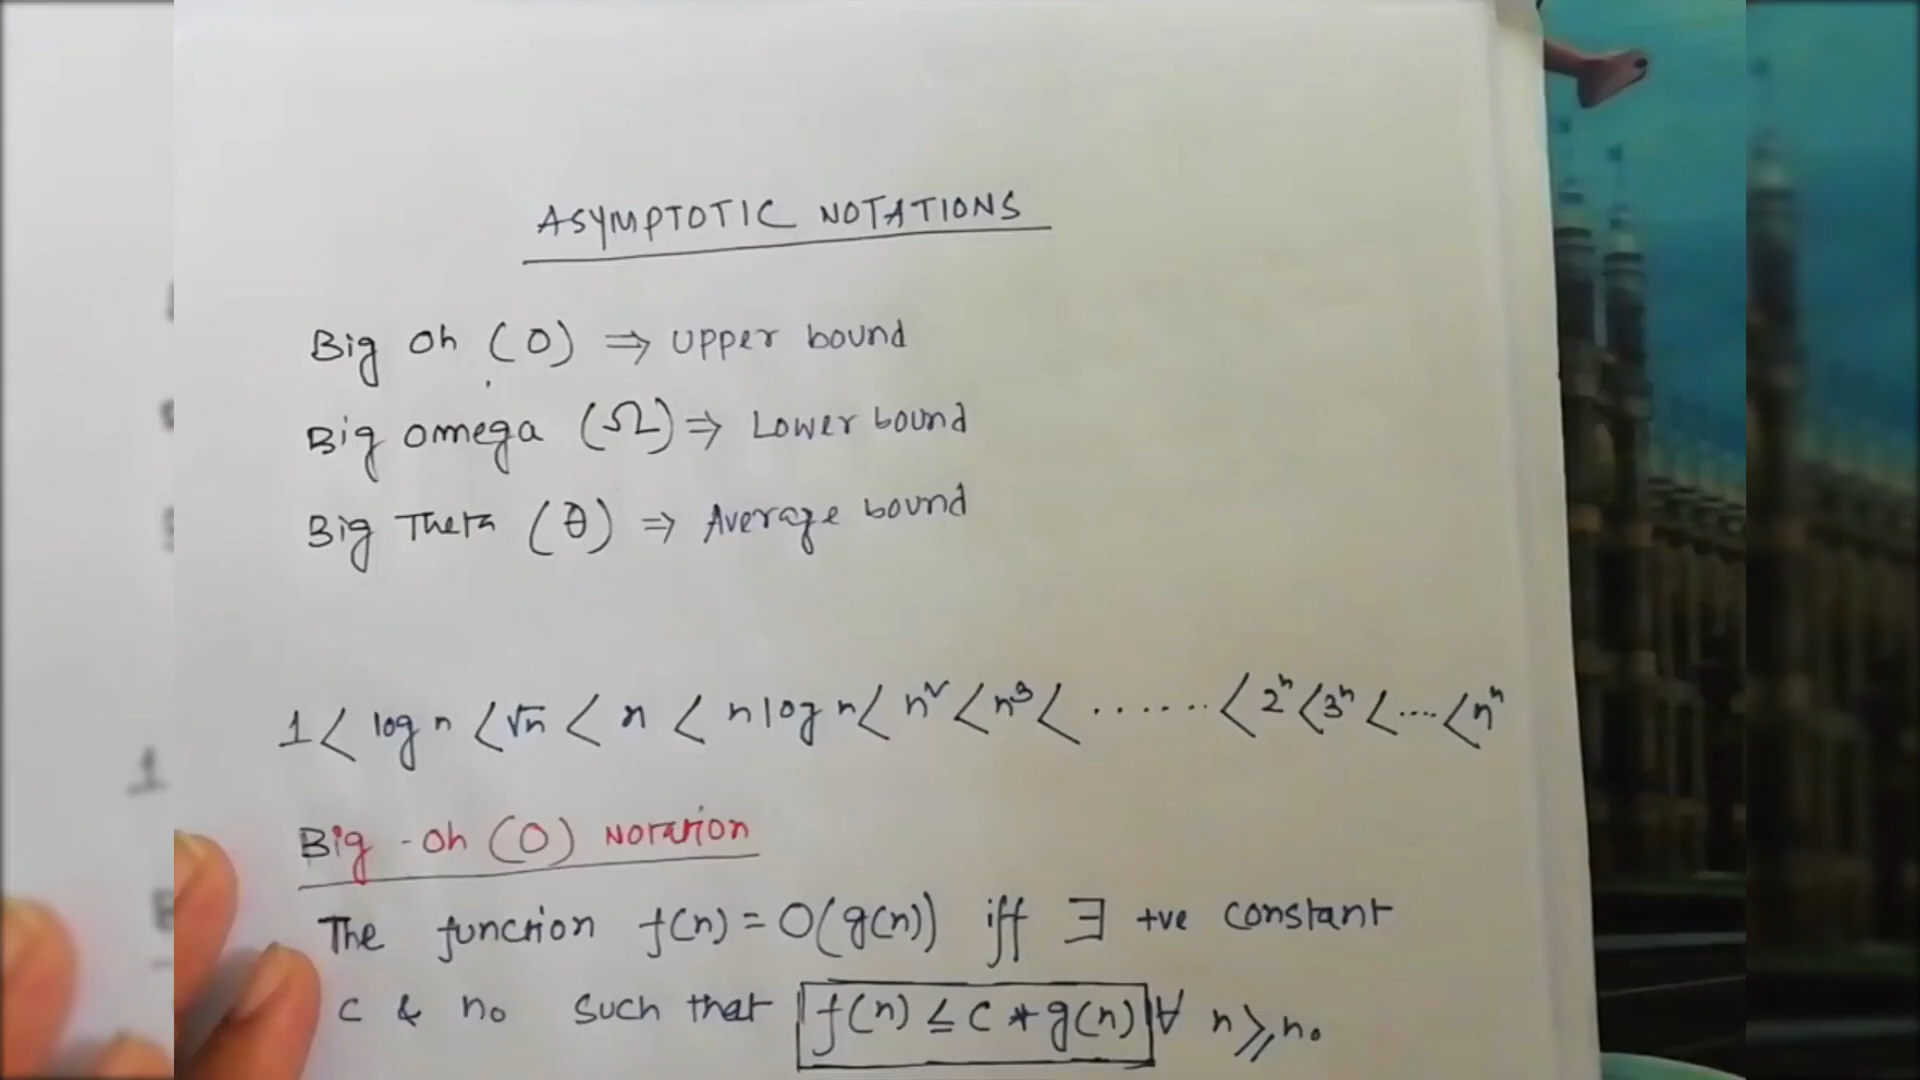 ASYMPTOTIC NOTATIONS
Big Oh (O) ⇒ Upper bound
Big omega (Ω) ⇒ Lower bound
Big Theta (θ) ⇒ Average bound
1 < log n < √n < n < n log n < n² < n³ < ....... < 2ⁿ < 3ⁿ < .... < nⁿ
Big - Oh (O) Notation
The function f(n) = O(g(n)) iff ∃ +ve constant
c & n₀ such that f(n) ≤ c * g(n) ∀ n ≥ n₀